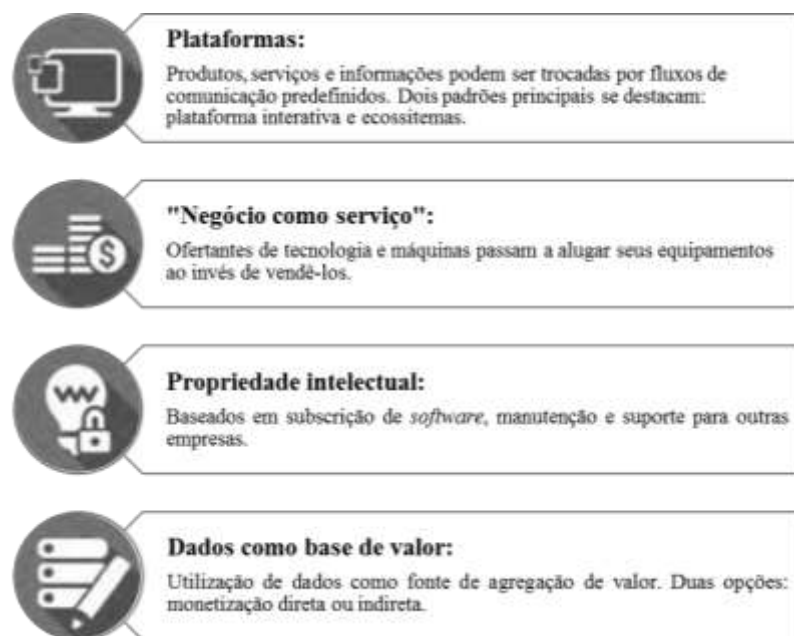 Plataformas:
Produtos, serviços e informações podem ser trocadas por fluxos de
comunicação predefinidos. Dois padrões principais se destacam:
plataforma interativa e ecossitemas.
"Negócio como serviço":
Ofertantes de tecnologia e máquinas passam a alugar seus equipamentos
ao invés de vendê-los.
Propriedade intelectual:
Baseados em subscrição de software, manutenção e suporte para outras
empresas.
Dados como base de valor:
Utilização de dados como fonte de agregação de valor. Duas opções:
monetização direta ou indireta.